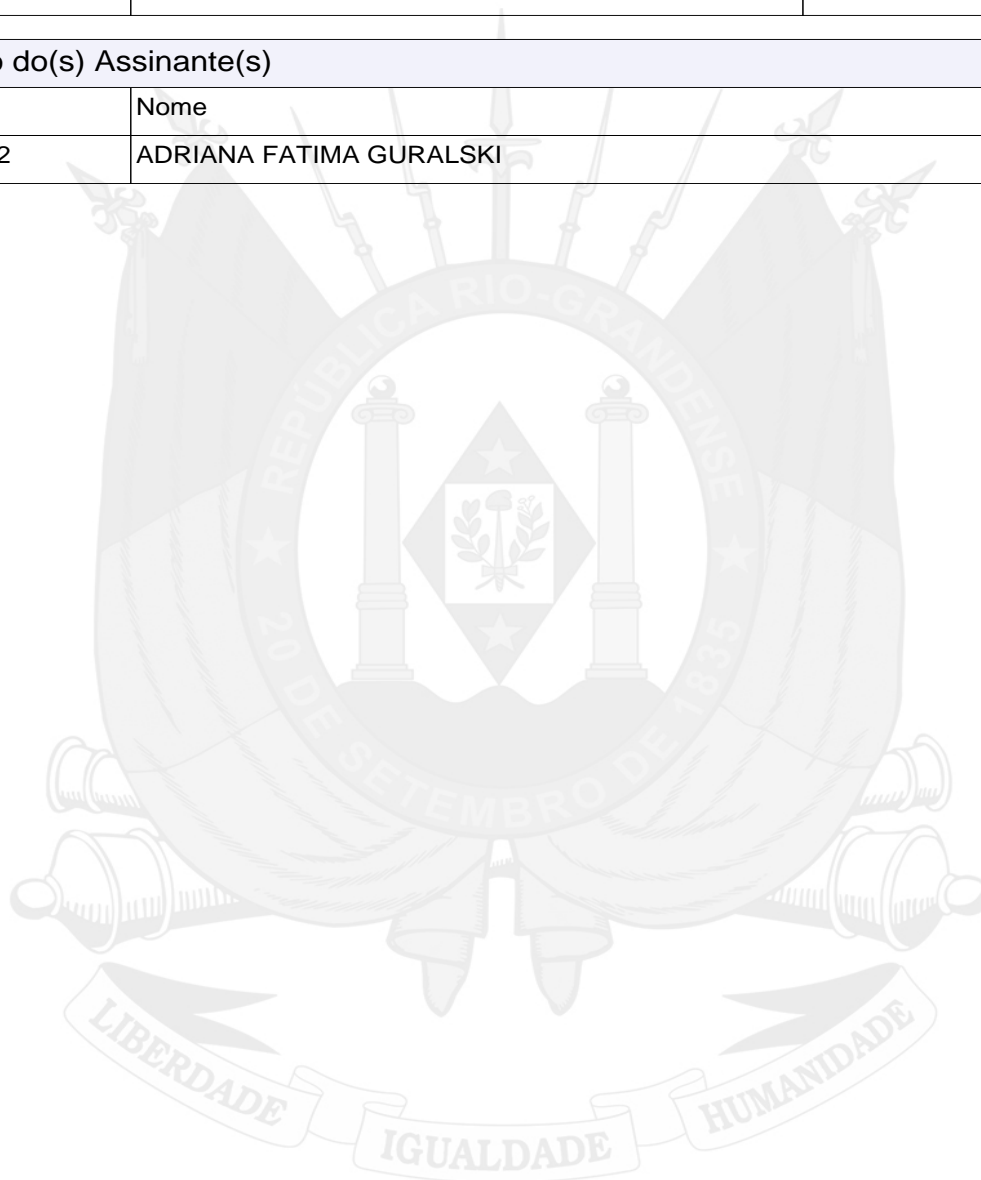 o do(s) Assinante(s)
Nome
2 ADRIANA FATIMA GURALSKI
REPÚBLICA RIO-GRANDENSE
20 DE SETEMBRO DE 1835
LIBERDADE IGUALDADE HUMANIDADE